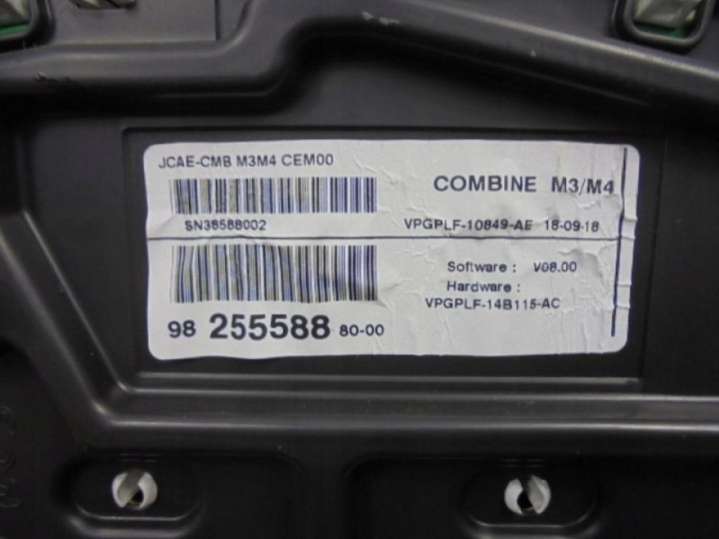 JCAE-CMB M3M4 CEM00
COMBINE M3/M4
SN38588002
VPGPLF-10849-AE 18-09-18
Software : V08.00
Hardware :
VPGPLF-14B115-AC
98 255588 80-00